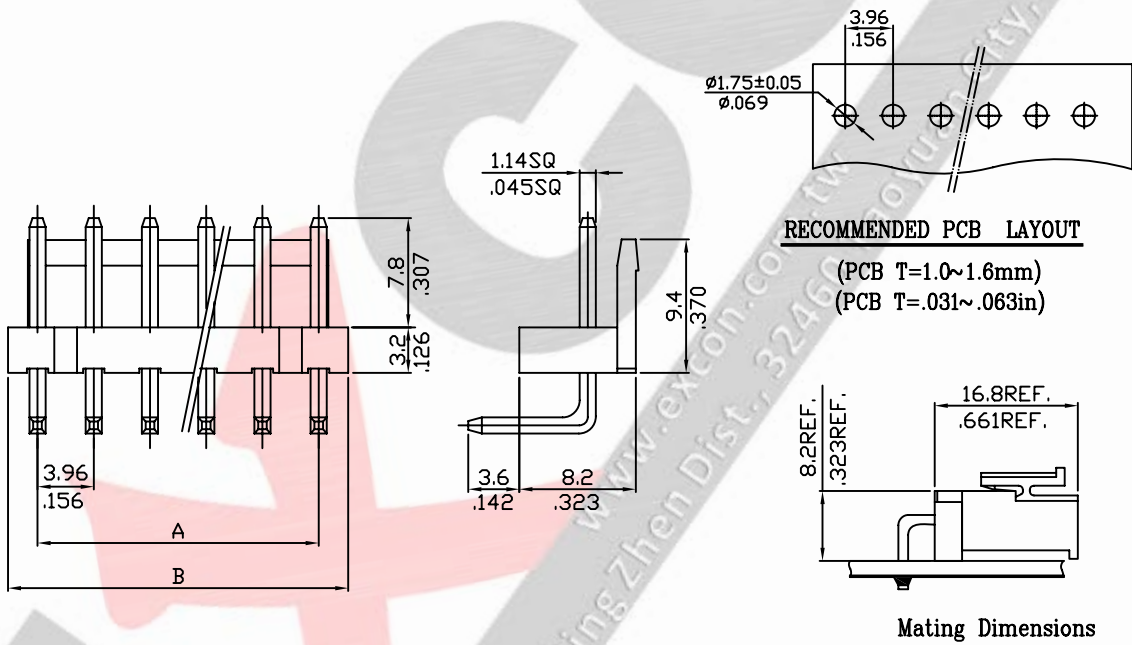 3.96
.156
ø1.75±0.05
ø.069
RECOMMENDED PCB LAYOUT
(PCB T=1.0~1.6mm)
(PCB T=.031~.063in)
1.14SQ
.045SQ
7.8
.307
3.2
.126
9.4
.370
3.96
.156
A
B
3.6
.142
8.2
.323
16.8REF.
.661REF.
8.2REF.
.323REF.
Mating Dimensions
www.excon.com.tw
ing Zhen Dist., 32460 Taoyuan City,